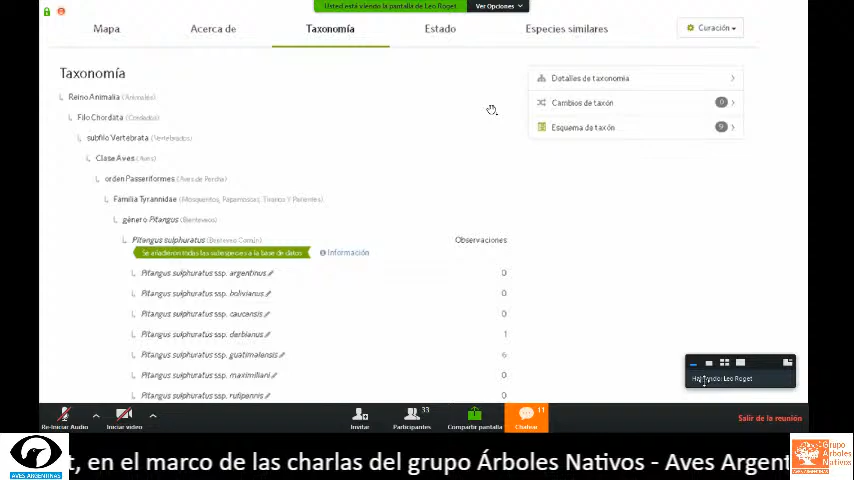 Usted está viendo la pantalla de Leo Roget
Ver Opciones
Mapa
Acerca de
Taxonomía
Estado
Especies similares
Curación
Taxonomía
Reino Animalia (Animales)
Filo Chordata (Cordados)
subfilo Vertebrata (Vertebrados)
Clase Aves (Aves)
orden Passeriformes (Aves de Percha)
Familia Tyrannidae (Mosqueros, Papamoscas, Tiranos Y Parientes)
género Pitangus (Benteveo)
Pitangus sulphuratus (Benteveo Común)
Observaciones
Se añadieron todas las subespecies a la base de datos
Información
Pitangus sulphuratus ssp. argentinus 0
Pitangus sulphuratus ssp. bolivianus 0
Pitangus sulphuratus ssp. caucensis 0
Pitangus sulphuratus ssp. derbianus 1
Pitangus sulphuratus ssp. guatimalensis 6
Pitangus sulphuratus ssp. maximiliani 0
Pitangus sulphuratus ssp. rufipennis 0
Detalles de taxonomía
Cambios de taxón 0
Esquema de taxón 9
Hablando: Leo Roget
Re-Iniciar Audio
Iniciar video
Invitar
Participantes 33
Compartir pantalla
11
Salir de la reunión
t, en el marco de las charlas del grupo Árboles Nativos - Aves Argent
AVES ARGENTINAS
Grupo
Árboles
Nativos